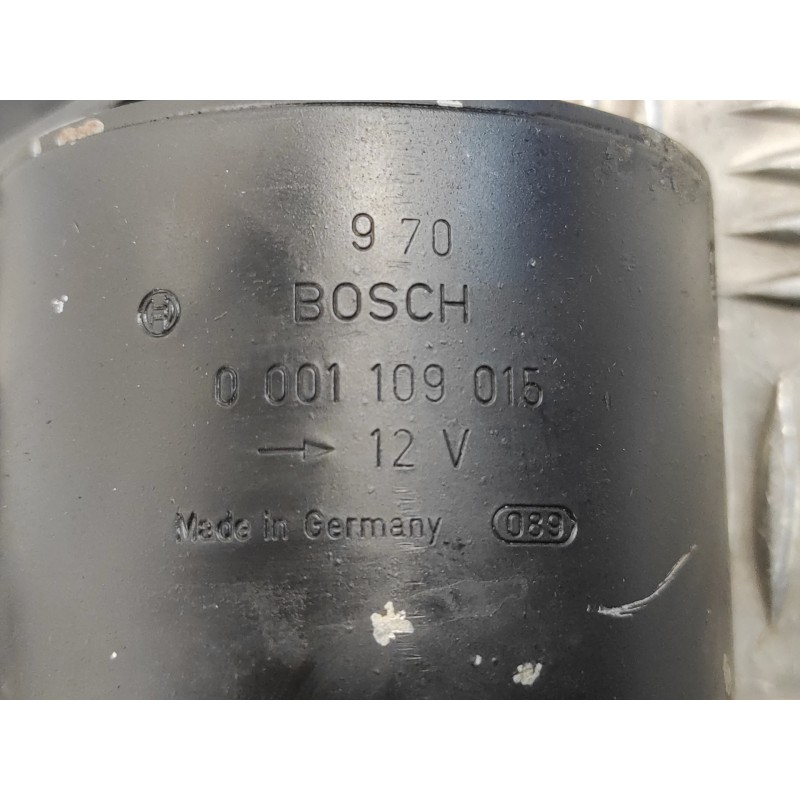 9 70
BOSCH
0 001 109 015
→ 12 V
Made in Germany 089